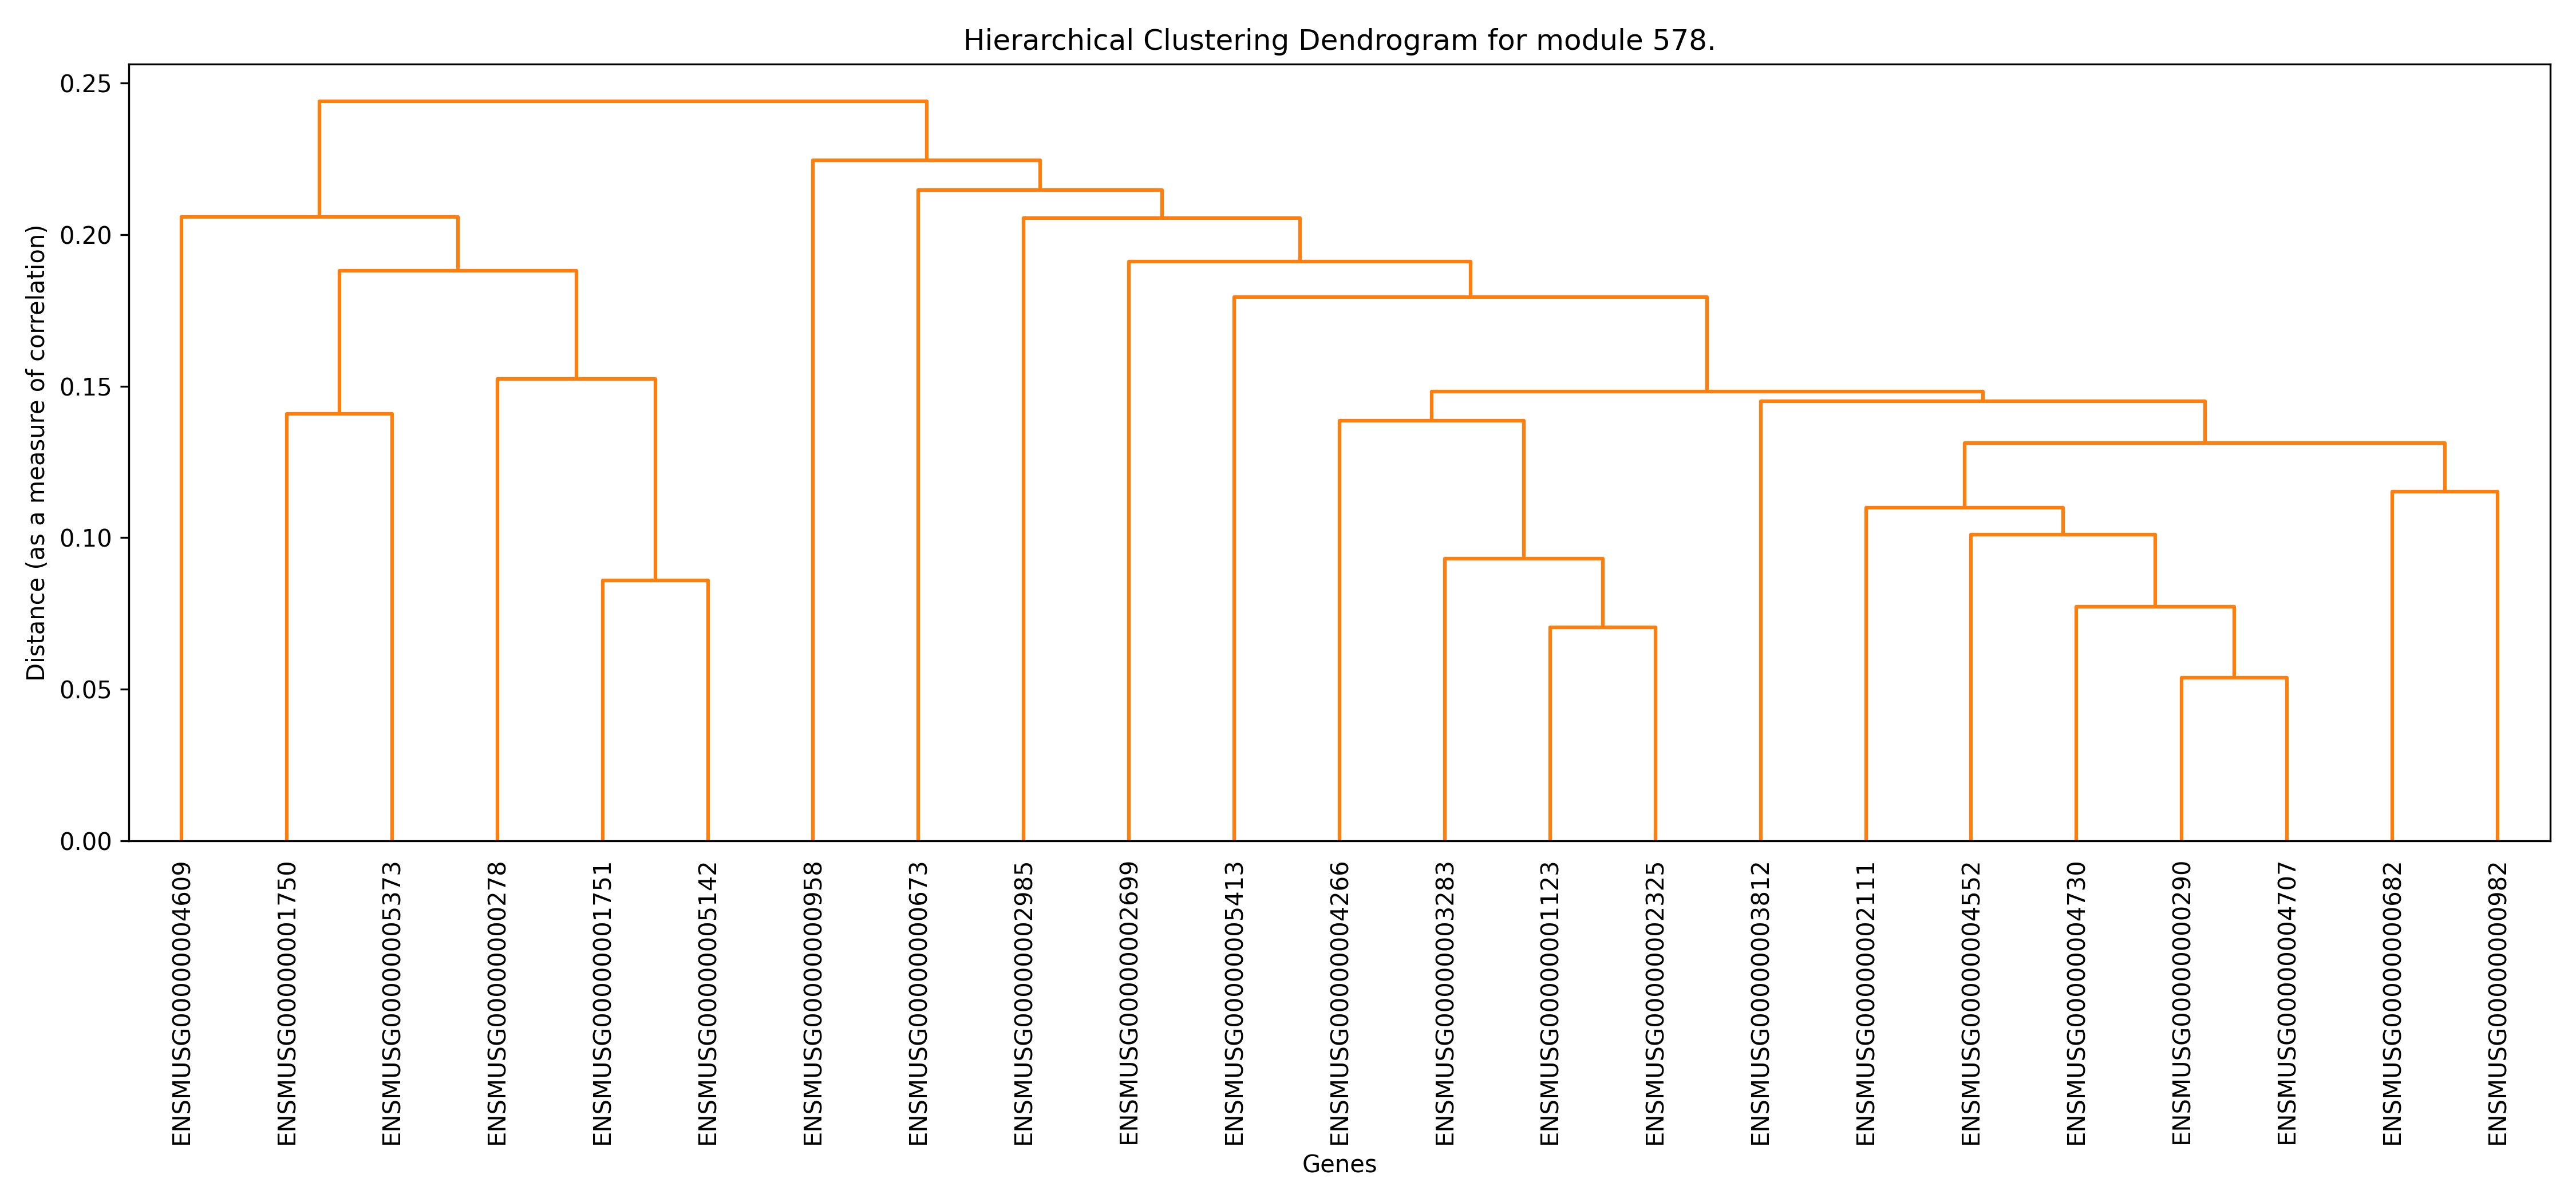 Hierarchical Clustering Dendrogram for module 578.
Distance (as a measure of correlation)
0.25
0.20
0.15
0.10
0.05
0.00
ENSMUSG00000004609
ENSMUSG00000001750
ENSMUSG00000005373
ENSMUSG00000000278
ENSMUSG00000001751
ENSMUSG00000005142
ENSMUSG00000000958
ENSMUSG00000000673
ENSMUSG00000002985
ENSMUSG00000002699
ENSMUSG00000005413
ENSMUSG00000004266
ENSMUSG00000003283
ENSMUSG00000001123
ENSMUSG00000002325
ENSMUSG00000003812
ENSMUSG00000002111
ENSMUSG00000004552
ENSMUSG00000004730
ENSMUSG00000000290
ENSMUSG00000004707
ENSMUSG00000000682
ENSMUSG00000000982
Genes